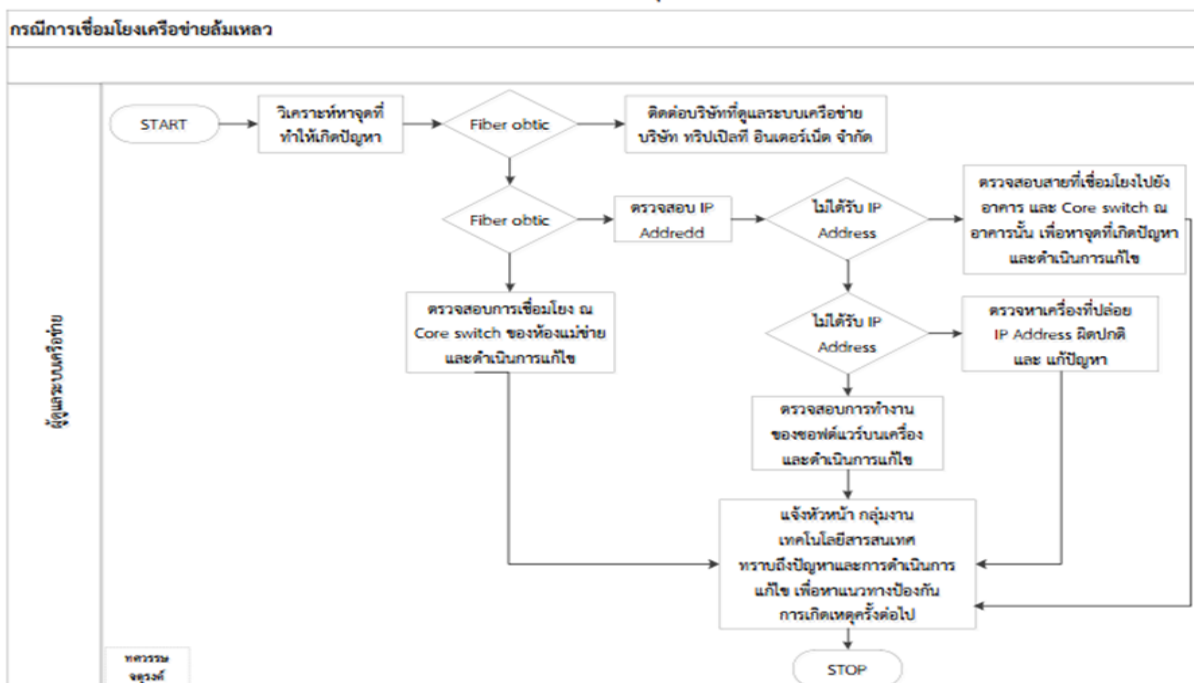 กรณีการเชื่อมโยงเครือข่ายล้มเหลว
START
วิเคราะห์หาจุดที่
ทำให้เกิดปัญหา
Fiber obtic
ติดต่อบริษัทที่ดูแลระบบเครือข่าย
บริษัท ทริปเปิลที อินเตอร์เน็ต จำกัด
Fiber obtic
ตรวจสอบ IP
Addredd
ไม่ได้รับ IP
Address
ตรวจสอบสายที่เชื่อมโยงไปยัง
อาคาร และ Core switch ณ
อาคารนั้น เพื่อหาจุดที่เกิดปัญหา
และดำเนินการแก้ไข
ตรวจสอบการเชื่อมโยง ณ
Core switch ของห้องแม่ข่าย
และดำเนินการแก้ไข
ไม่ได้รับ IP
Address
ตรวจหาเครื่องที่ปล่อย
IP Address ผิดปกติ
และ แก้ปัญหา
ผู้ดูแลระบบเครือข่าย
ตรวจสอบการทำงาน
ของซอฟต์แวร์บนเครื่อง
และดำเนินการแก้ไข
แจ้งหัวหน้า กลุ่มงาน
เทคโนโลยีสารสนเทศ
ทราบถึงปัญหาและการดำเนินการ
แก้ไข เพื่อหาแนวทางป้องกัน
การเกิดเหตุครั้งต่อไป
STOP
ทศวรรษ
จตุรงค์